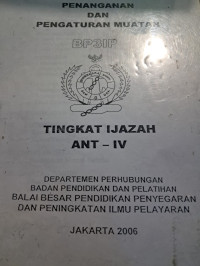 PENANGANAN
DAN
PENGATURAN MUATAN
BP3IP
TINGKAT IJAZAH
ANT – IV
DEPARTEMEN PERHUBUNGAN
BADAN PENDIDIKAN DAN PELATIHAN
BALAI BESAR PENDIDIKAN PENYEGARAN
DAN PENINGKATAN ILMU PELAYARAN
JAKARTA 2006